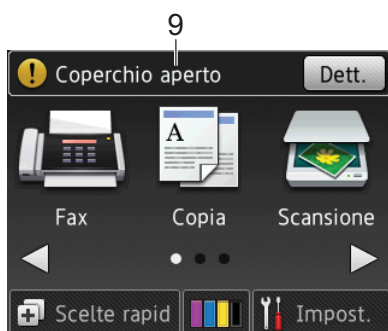 9
Coperchio aperto Dett.
A
Fax Copia Scansione
Scelte rapid Impost.